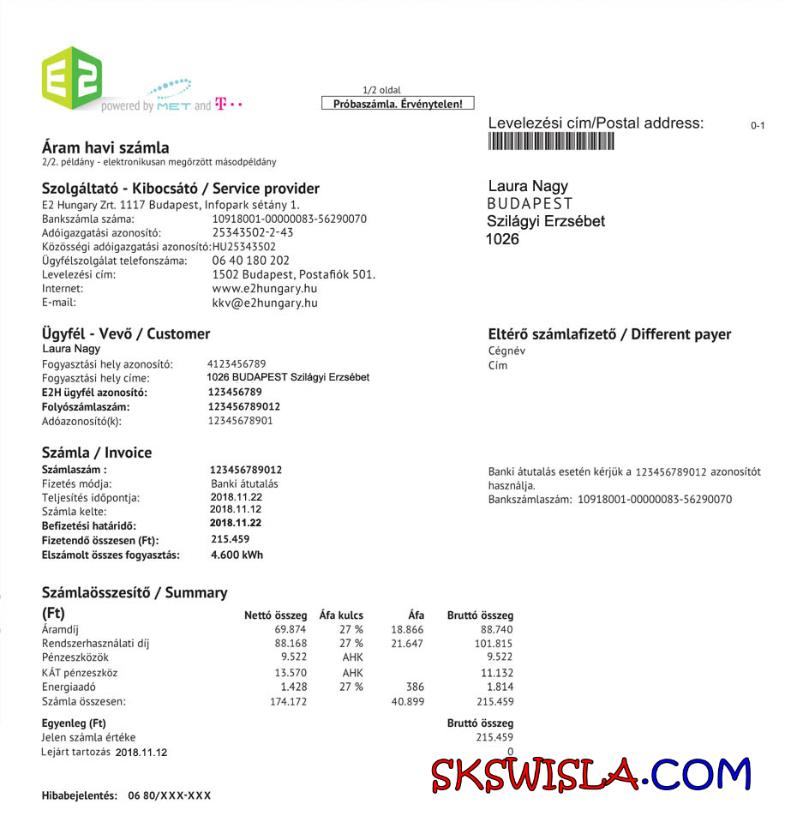 E2
powered by MET and T··
1/2 oldal
Próbaszámla. Érvénytelen!
Levelezési cím/Postal address:
0-1
Áram havi számla
2/2. példány - elektronikusan megőrzött másodpéldány
Szolgáltató - Kibocsátó / Service provider
E2 Hungary Zrt. 1117 Budapest, Infopark sétány 1.
Bankszámla száma: 10918001-00000083-56290070
Adóigazgatási azonosító: 25343502-2-43
Közösségi adóigazgatási azonosító:HU25343502
Ügyfélszolgálat telefonszáma: 06 40 180 202
Levelezési cím: 1502 Budapest, Postafiók 501.
Internet: www.e2hungary.hu
E-mail: kkv@e2hungary.hu
Laura Nagy
BUDAPEST
Szilágyi Erzsébet
1026
Ügyfél - Vevő / Customer
Laura Nagy
Fogyasztási hely azonosító: 4123456789
Fogyasztási hely címe: 1026 BUDAPEST Szilágyi Erzsébet
E2H ügyfél azonosító: 123456789
Folyószámlaszám: 123456789012
Adóazonosító(k): 12345678901
Eltérő számlafizető / Different payer
Cégnév
Cím
Számla / Invoice
Számlaszám : 123456789012
Fizetés módja: Banki átutalás
Teljesítés időpontja: 2018.11.22
Számla kelte: 2018.11.12
Befizetési határidő: 2018.11.22
Fizetendő összesen (Ft): 215.459
Elszámolt összes fogyasztás: 4.600 kWh
Banki átutalás esetén kérjük a 123456789012 azonosítót
használja.
Bankszámlaszám: 10918001-00000083-56290070
Számlaösszesítő / Summary
(Ft) Nettó összeg Áfa kulcs Áfa Bruttó összeg
Áramdíj 69.874 27 % 18.866 88.740
Rendszerhasználati díj 88.168 27 % 21.647 101.815
Pénzeszközök 9.522 AHK 9.522
KÁT pénzeszköz 13.570 AHK 11.132
Energiaadó 1.428 27 % 386 1.814
Számla összesen: 174.172 40.899 215.459
Egyenleg (Ft) Bruttó összeg
Jelen számla értéke 215.459
Lejárt tartozás 2018.11.12 0
SKSWISLA.COM
Hibabejelentés: 06 80/XXX-XXX